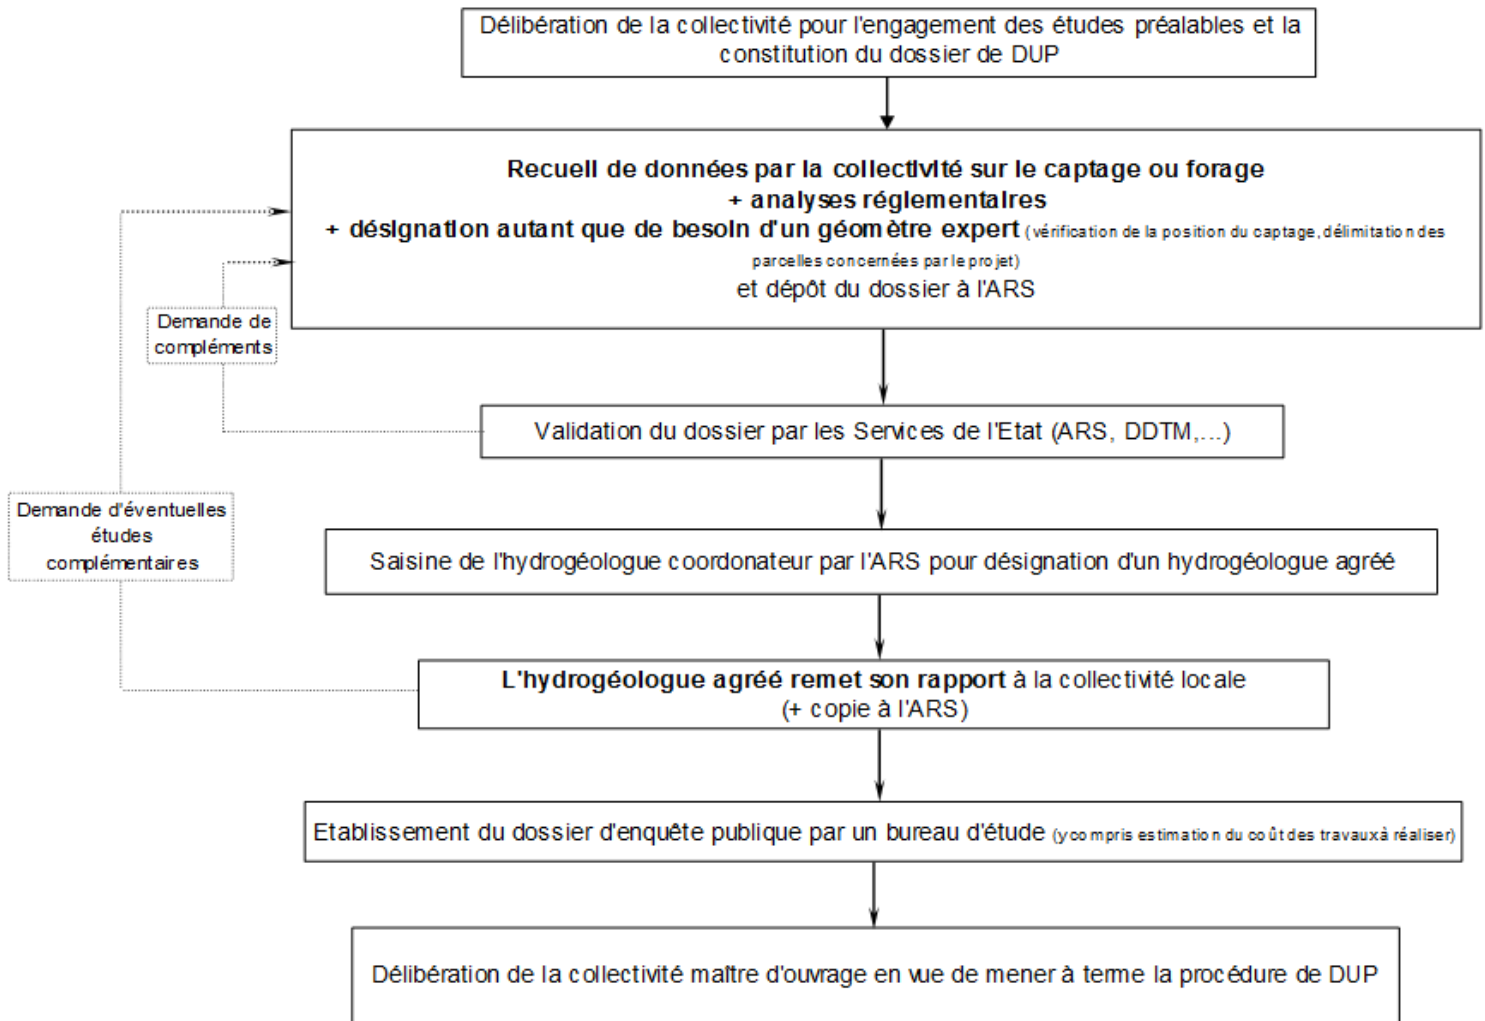 Délibération de la collectivité pour l'engagement des études préalables et la
constitution du dossier de DUP
Recueil de données par la collectivité sur le captage ou forage
+ analyses réglementaires
+ désignation autant que de besoin d'un géomètre expert (vérification de la position du captage, délimitation des
parcelles concernées par le projet)
et dépôt du dossier à l'ARS
Demande de
compléments
Validation du dossier par les Services de l'Etat (ARS, DDTM,...)
Demande d'éventuelles
études
complémentaires
Saisine de l'hydrogéologue coordonateur par l'ARS pour désignation d'un hydrogéologue agréé
L'hydrogéologue agréé remet son rapport à la collectivité locale
(+ copie à l'ARS)
Etablissement du dossier d'enquête publique par un bureau d'étude (y compris estimation du coût des travaux à réaliser)
Délibération de la collectivité maître d'ouvrage en vue de mener à terme la procédure de DUP